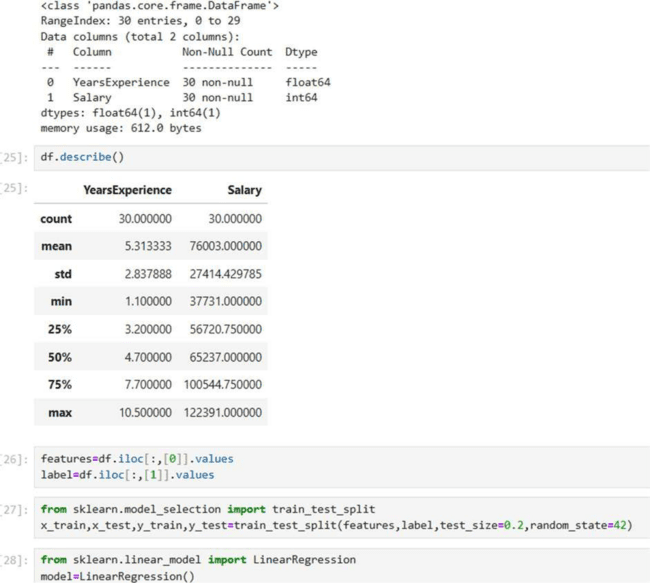 <class 'pandas.core.frame.DataFrame'>
RangeIndex: 30 entries, 0 to 29
Data columns (total 2 columns):
# Column Non-Null Count Dtype
--- ------ -------------- -----
0 YearsExperience 30 non-null float64
1 Salary 30 non-null int64
dtypes: float64(1), int64(1)
memory usage: 612.0 bytes
25]: df.describe()
25]: YearsExperience Salary
count 30.000000 30.000000
mean 5.313333 76003.000000
std 2.837888 27414.429785
min 1.100000 37731.000000
25% 3.200000 56720.750000
50% 4.700000 65237.000000
75% 7.700000 100544.750000
max 10.500000 122391.000000
26]: features=df.iloc[:,[0]].values
label=df.iloc[:,[1]].values
27]: from sklearn.model_selection import train_test_split
x_train,x_test,y_train,y_test=train_test_split(features,label,test_size=0.2,random_state=42)
28]: from sklearn.linear_model import LinearRegression
model=LinearRegression()